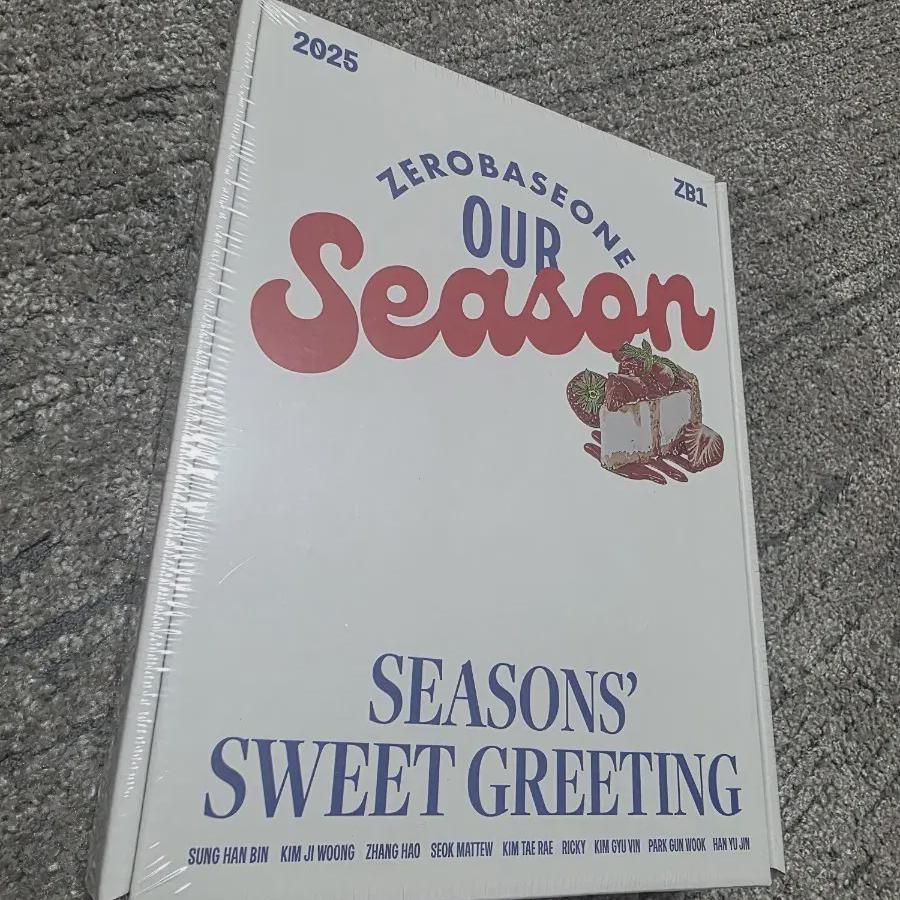 2025
ZB1
ZEROBASEONE
OUR
Season
SEASONS'
SWEET GREETING
SUNG HAN BIN KIM JI WOONG ZHANG HAO SEOK MATTEW KIM TAE RAE RICKY KIM GYU VIN PARK GUN WOOK HAN YU JIN